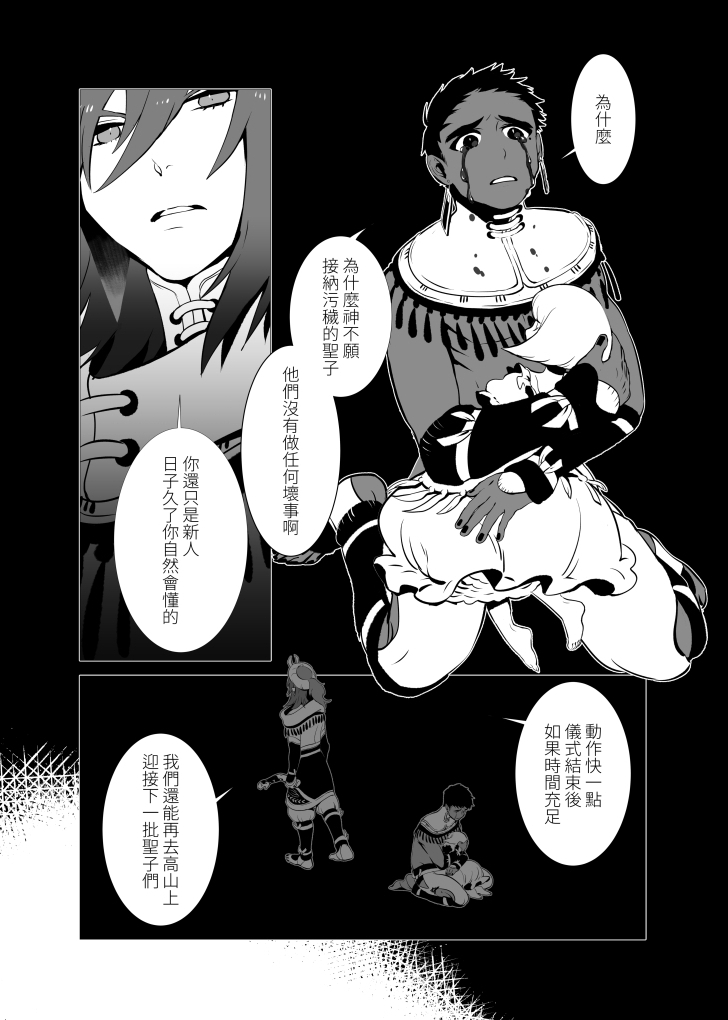 為什麼
為什麼神不願
接納污穢的聖子
他們沒有做任何壞事啊
你還只是新人
日子久了你自然會懂的
動作快一點
儀式結束後
如果時間充足
我們還能再去高山上
迎接下一批聖子們